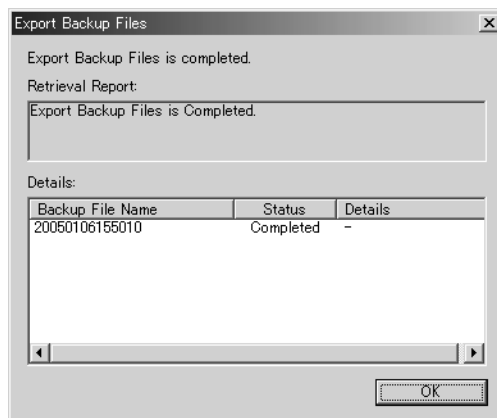 Export Backup Files
Export Backup Files is completed.
Retrieval Report:
Export Backup Files is Completed.
Details:
Backup File Name Status Details
20050106155010 Completed -
OK